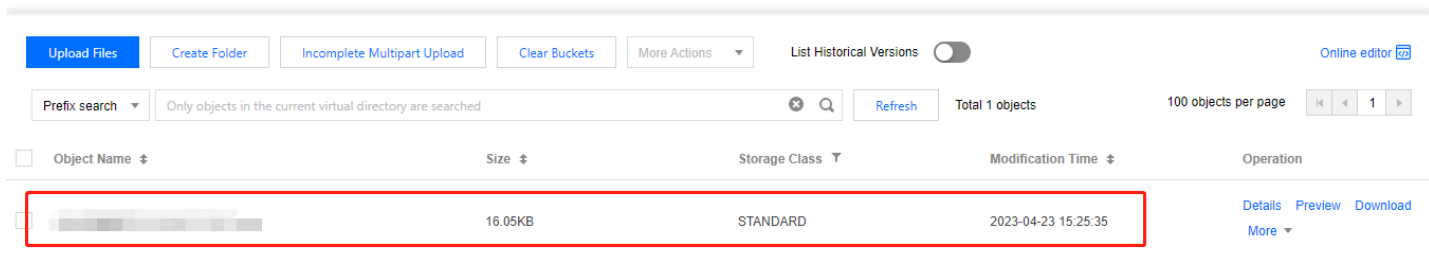 Upload Files Create Folder Incomplete Multipart Upload Clear Buckets More Actions List Historical Versions Online editor
Prefix search Only objects in the current virtual directory are searched Refresh Total 1 objects 100 objects per page 1
Object Name Size Storage Class Modification Time Operation
16.05KB STANDARD 2023-04-23 15:25:35 Details Preview Download
More